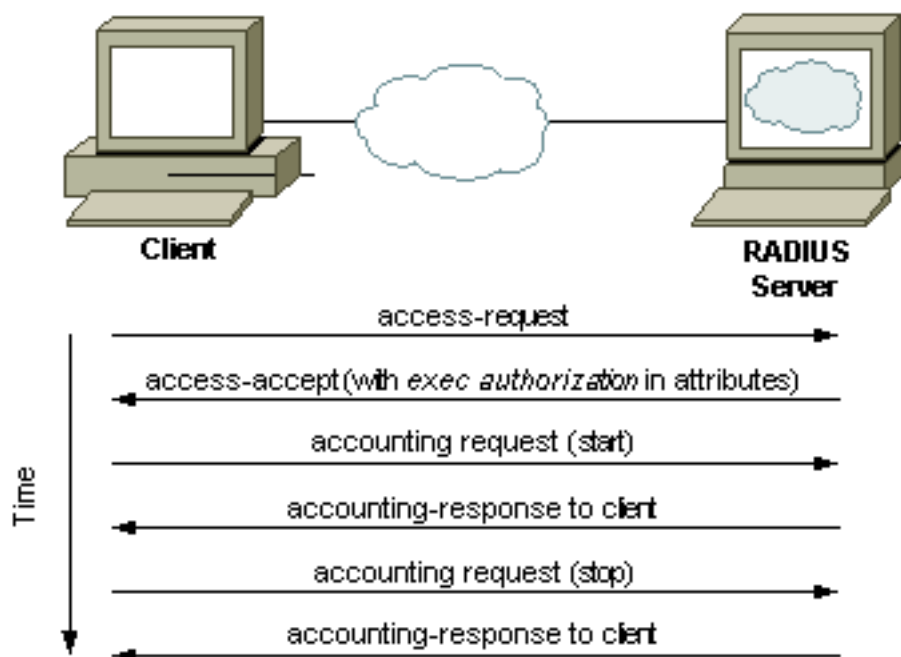 Client
RADIUS
Server
access-request
access-accept (with exec authorization in attributes)
accounting request (start)
accounting-response to client
accounting request (stop)
accounting-response to client
Time